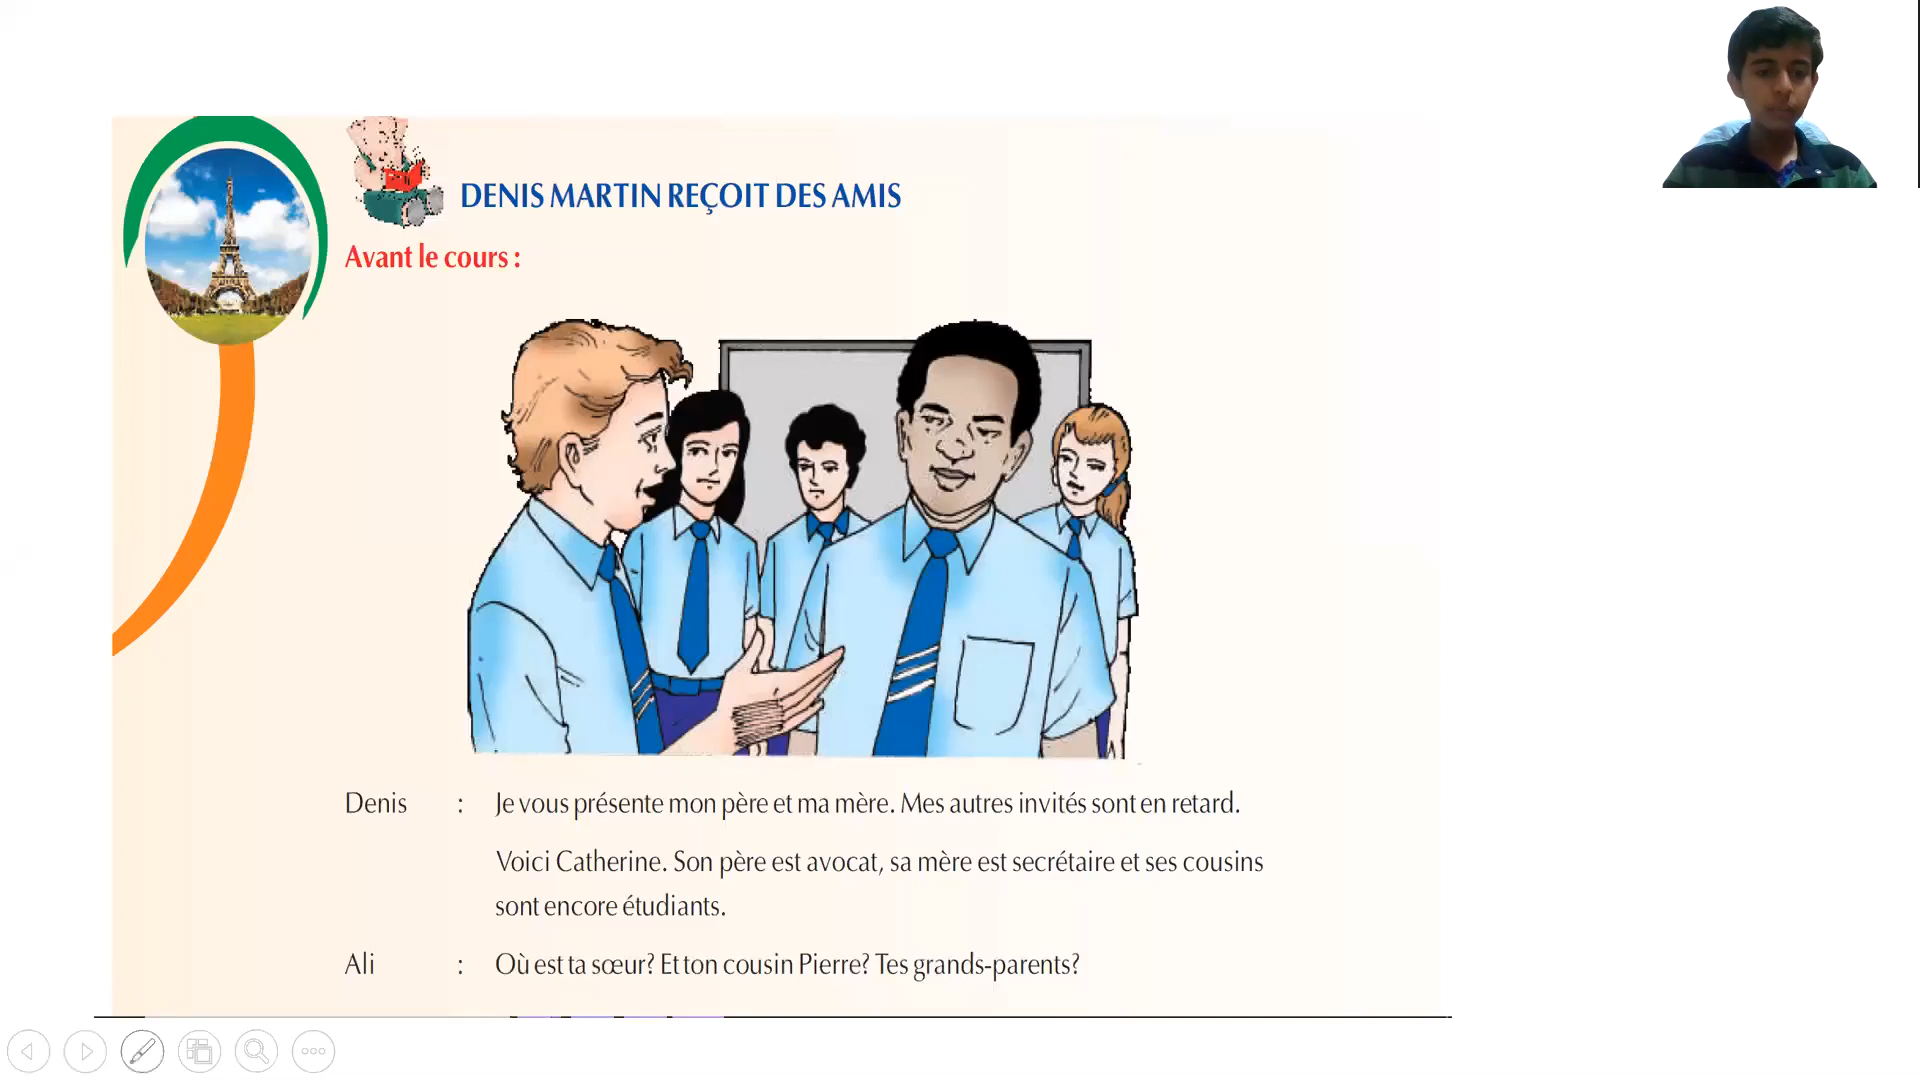 DENIS MARTIN REÇOIT DES AMIS
Avant le cours :
Denis : Je vous présente mon père et ma mère. Mes autres invités sont en retard.
Voici Catherine. Son père est avocat, sa mère est secrétaire et ses cousins
sont encore étudiants.
Ali : Où est ta sœur? Et ton cousin Pierre? Tes grands-parents?